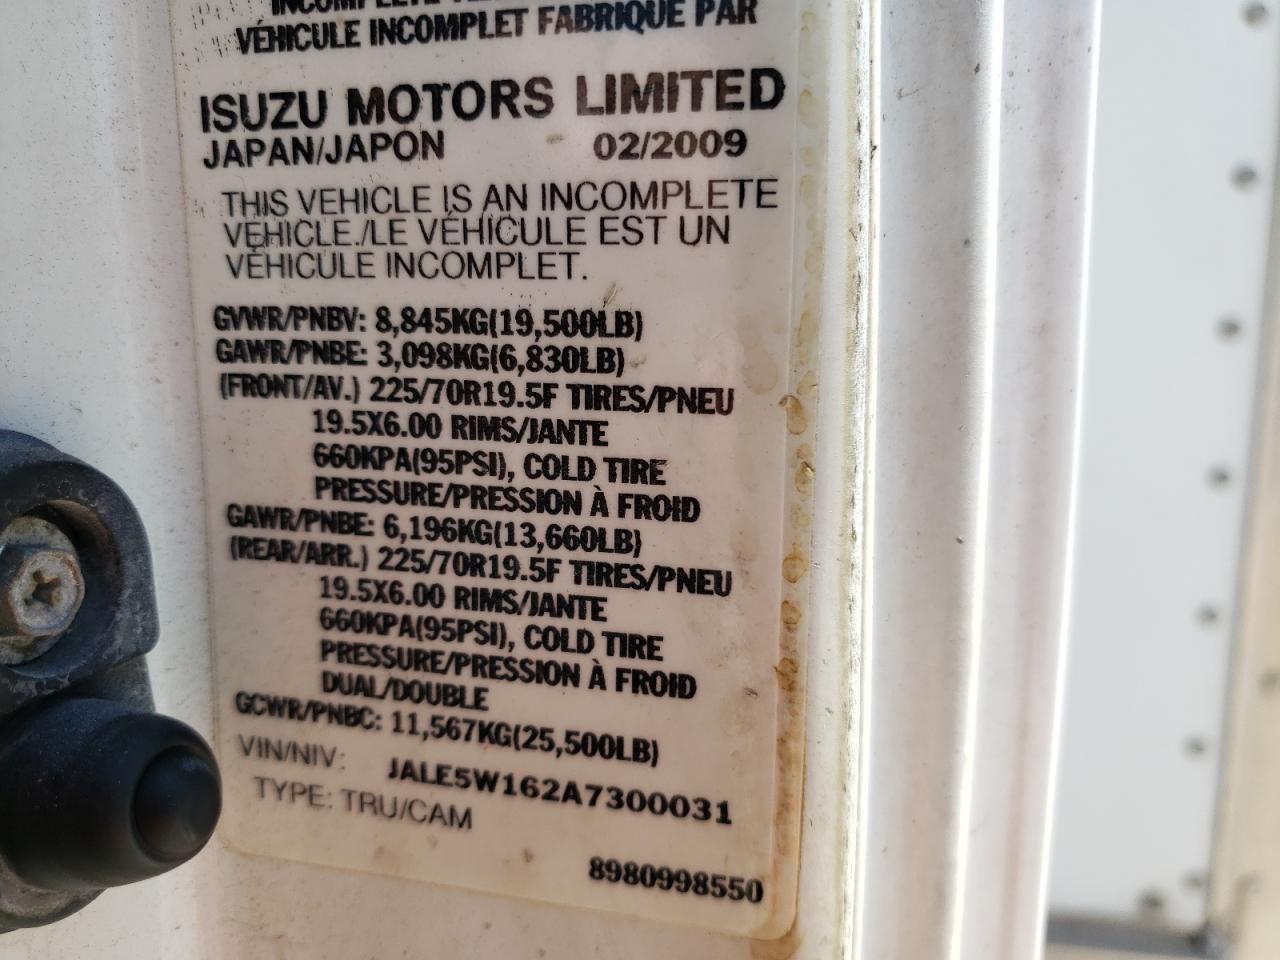 INCOMPLETE
VÉHICULE INCOMPLET FABRIQUÉ PAR
ISUZU MOTORS LIMITED
JAPAN/JAPON 02/2009
THIS VEHICLE IS AN INCOMPLETE
VEHICLE./LE VÉHICULE EST UN
VÉHICULE INCOMPLET.
GVWR/PNBV: 8,845KG(19,500LB)
GAWR/PNBE: 3,098KG(6,830LB)
(FRONT/AV.) 225/70R19.5F TIRES/PNEU
19.5X6.00 RIMS/JANTE
660KPA(95PSI), COLD TIRE
PRESSURE/PRESSION À FROID
GAWR/PNBE: 6,196KG(13,660LB)
(REAR/ARR.) 225/70R19.5F TIRES/PNEU
19.5X6.00 RIMS/JANTE
660KPA(95PSI), COLD TIRE
PRESSURE/PRESSION À FROID
DUAL/DOUBLE
GCWR/PNBC: 11,567KG(25,500LB)
VIN/NIV: JALE5W162A7300031
TYPE: TRU/CAM
8980998550